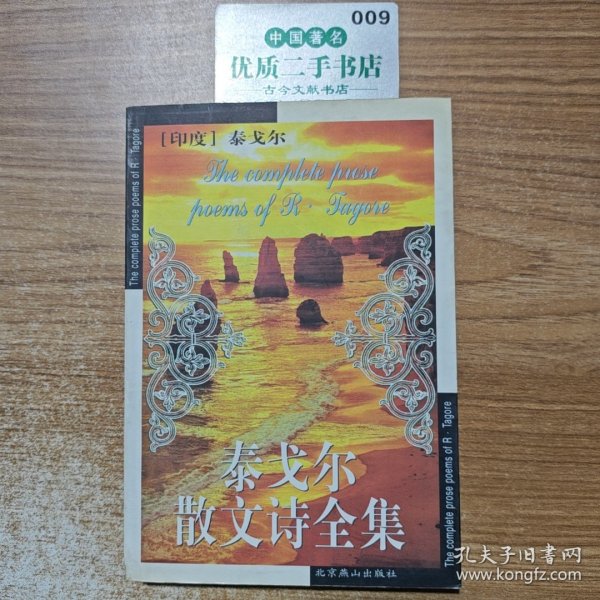 009
中国著名
优质二手书店
古今文献书店
[印度] 泰戈尔
The complete prose
poems of R · Tagore
The complete prose poems of R · Tagore
泰戈尔
散文诗全集
北京燕山出版社
The complete prose poems of R · Tagore
孔夫子旧书网
www.kongfz.com